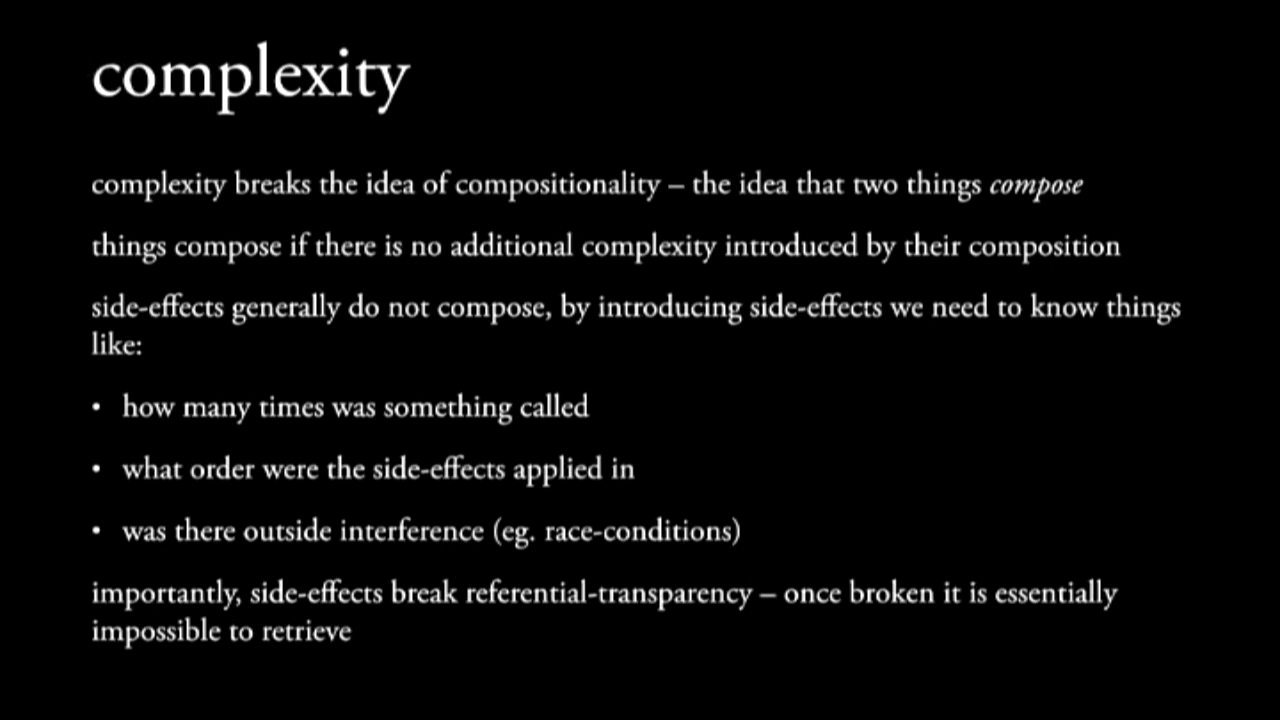 complexity
complexity breaks the idea of compositionality – the idea that two things compose
things compose if there is no additional complexity introduced by their composition
side-effects generally do not compose, by introducing side-effects we need to know things
like:
• how many times was something called
• what order were the side-effects applied in
• was there outside interference (eg. race-conditions)
importantly, side-effects break referential-transparency – once broken it is essentially
impossible to retrieve